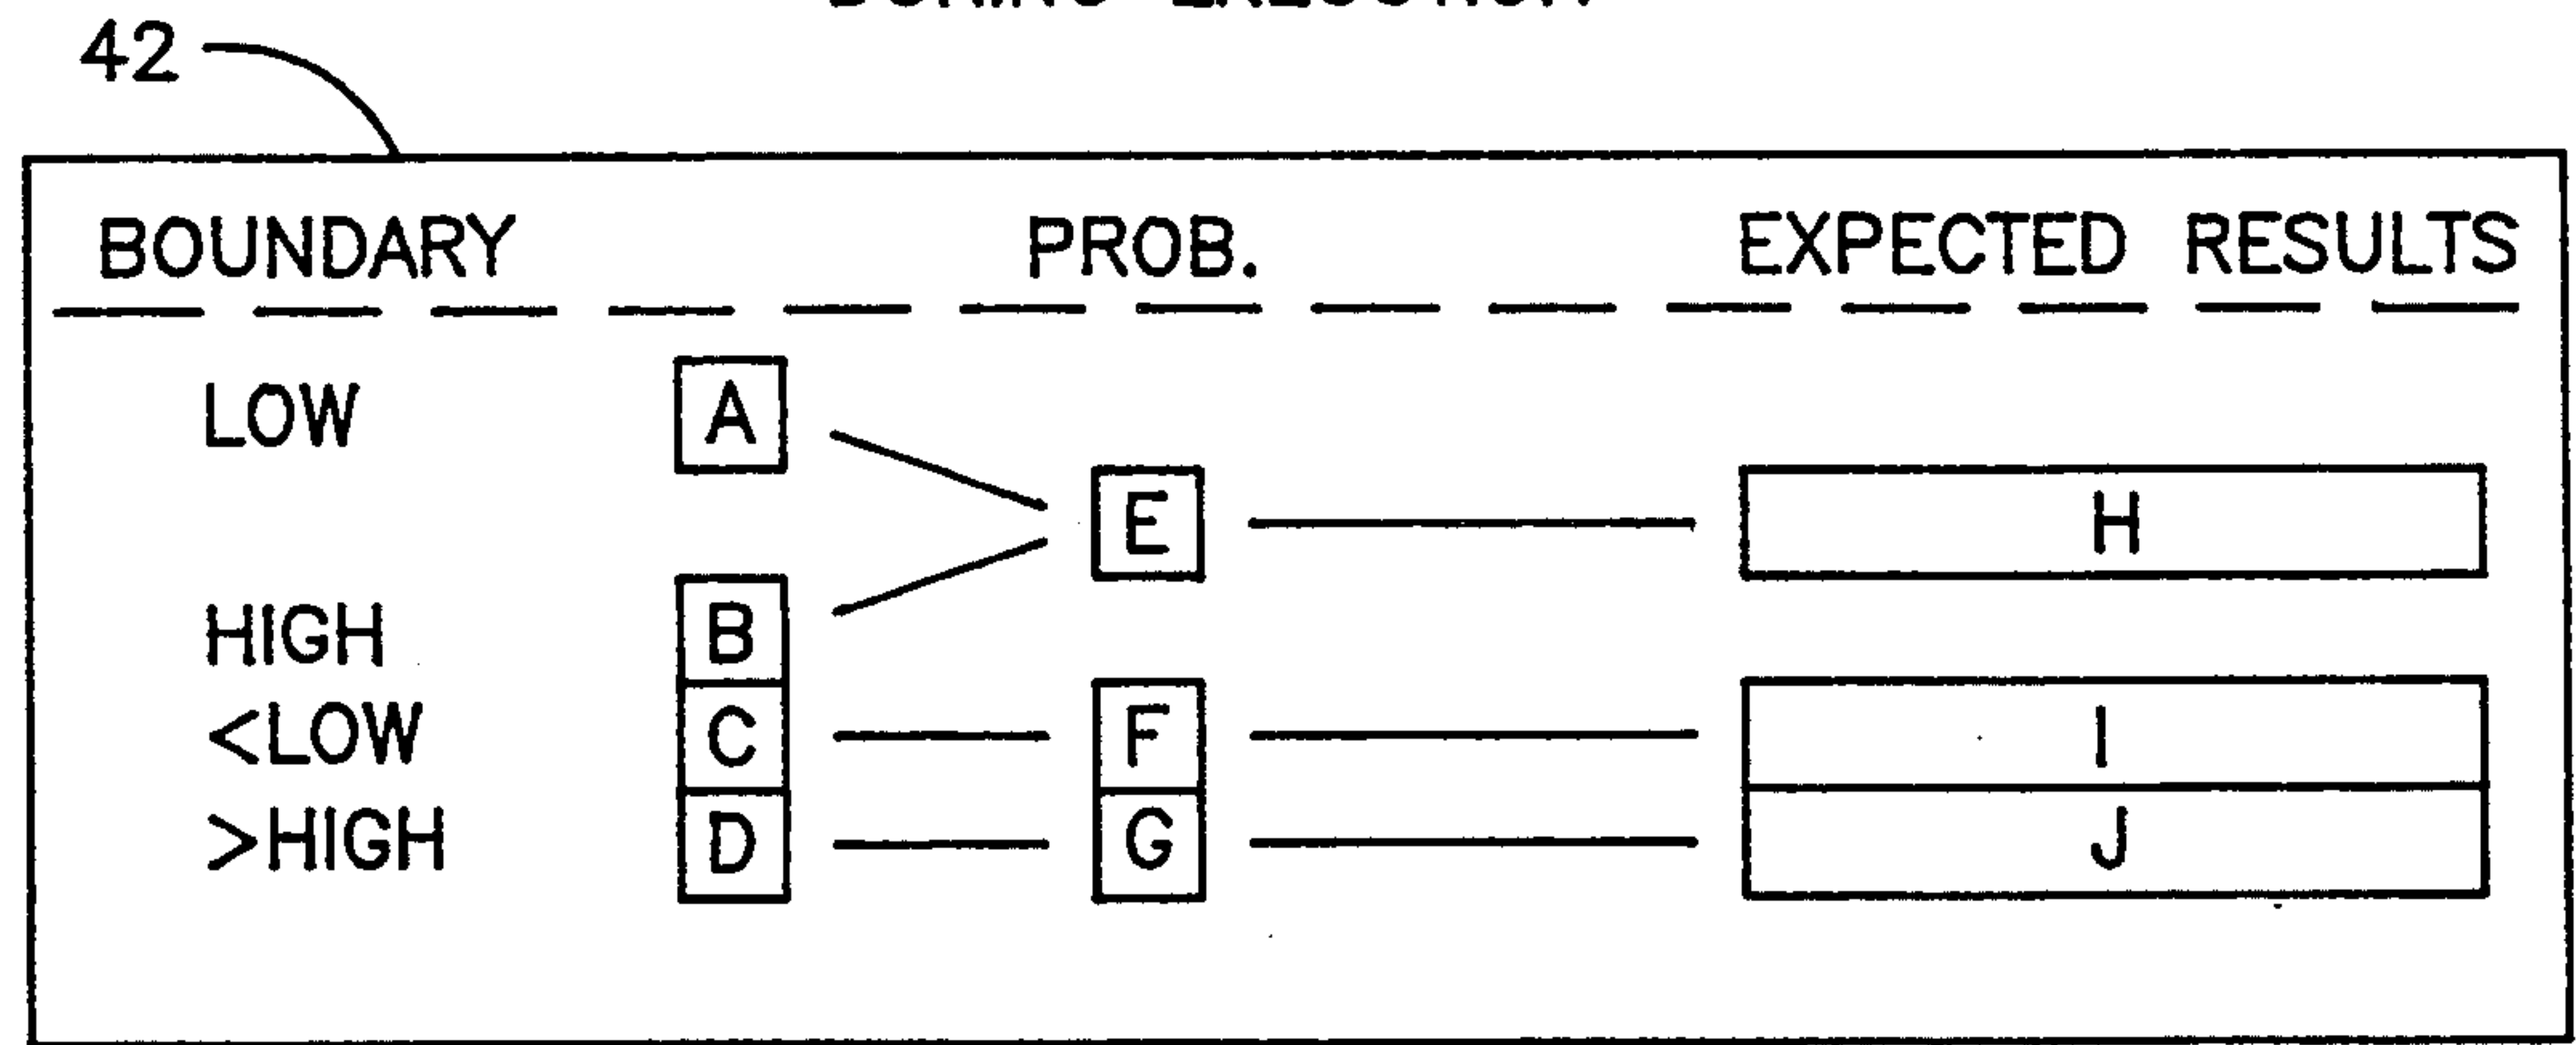 42
BOUNDARY PROB. EXPECTED RESULTS
LOW A
E H
HIGH B
<LOW C F I
>HIGH D G J